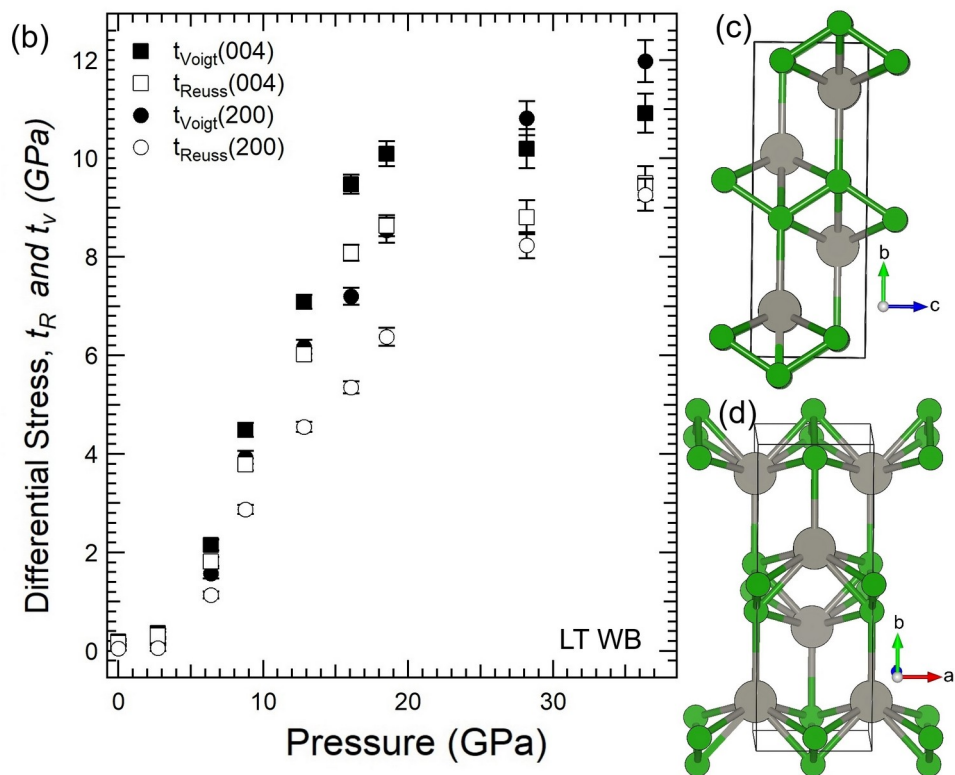 (b)
t_Voigt(004)
t_Reuss(004)
t_Voigt(200)
t_Reuss(200)
Differential Stress, t_R and t_v (GPa)
12
10
8
6
4
2
0
LT WB
0
10
20
30
Pressure (GPa)
(c)
b
c
(d)
b
a